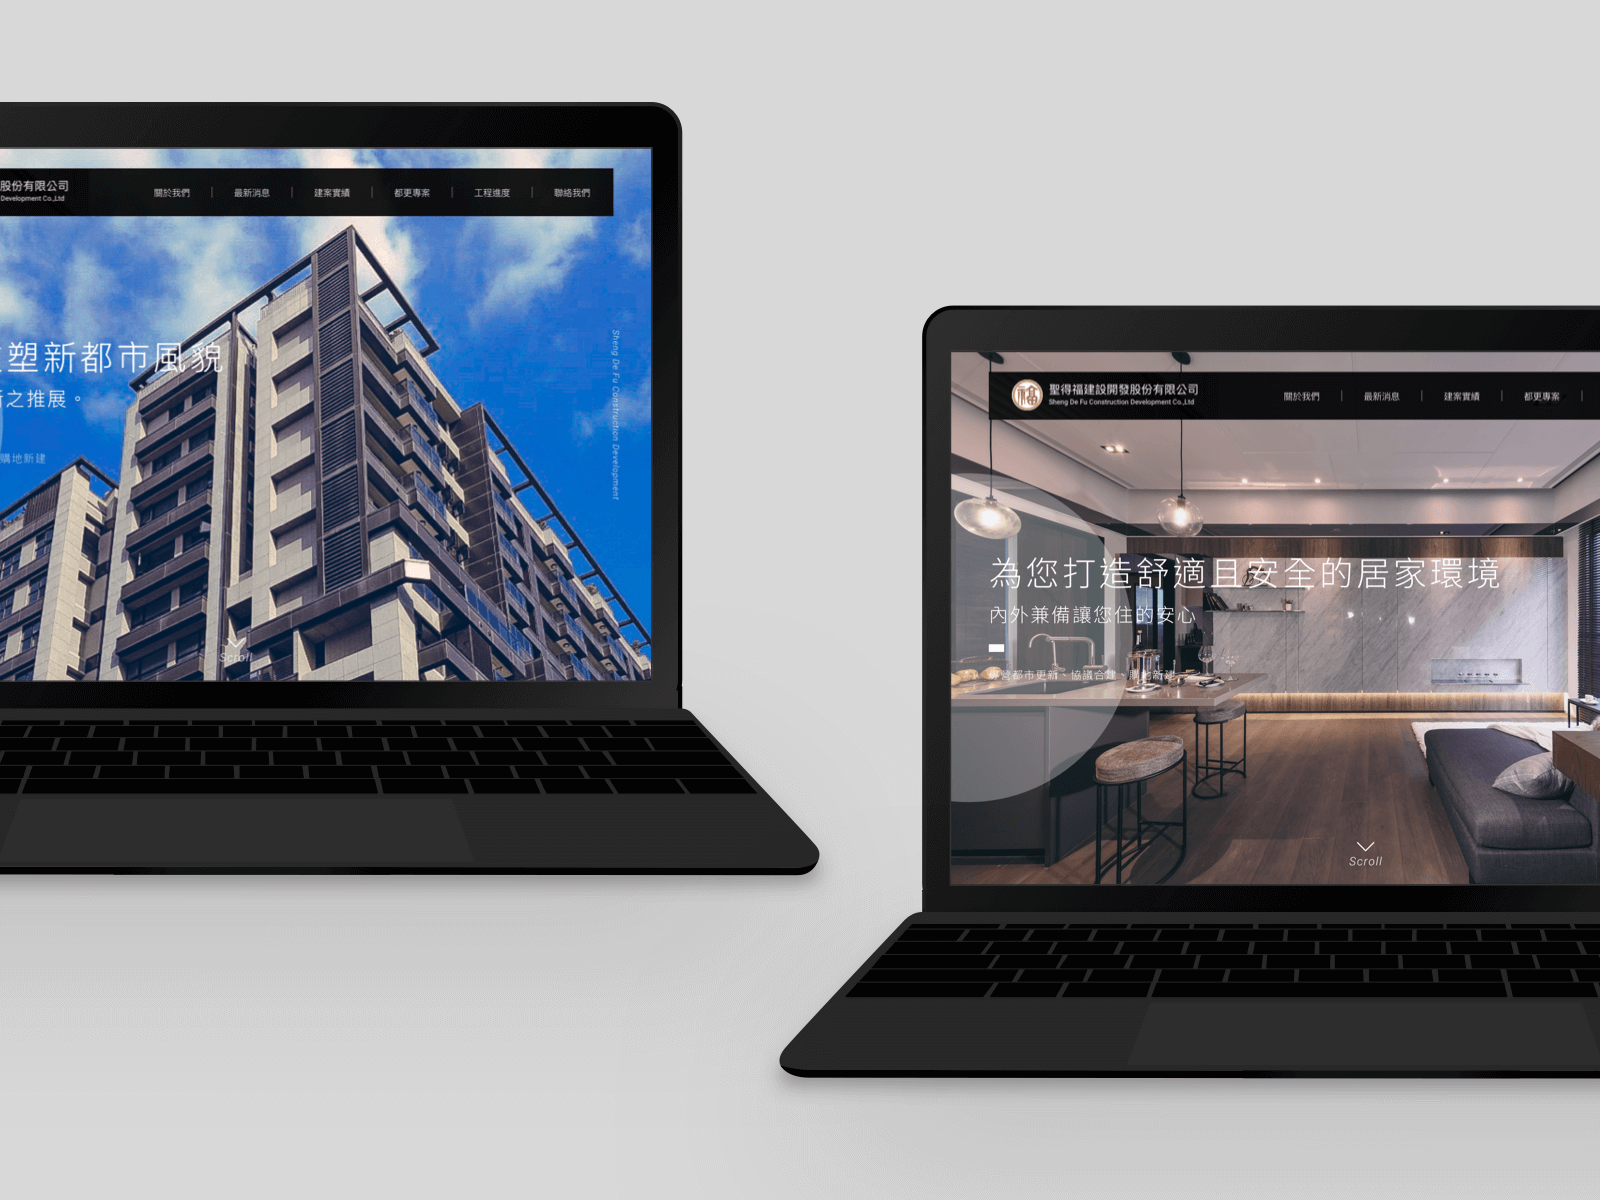 股份有限公司
Development Co.,Ltd
關於我們 | 最新消息 | 建案實績 | 都更專案 | 工程進度 | 聯絡我們
塑新都市風貌
之推展。
購地新建
Sheng De Fu Construction Development
Scroll
福
聖得福建設開發股份有限公司
Sheng De Fu Construction Development Co.,Ltd
關於我們 | 最新消息 | 建案實績 | 都更專案 |
為您打造舒適且安全的居家環境
內外兼備讓您住的安心
營都市更新、協議合建、購地新建
Scroll